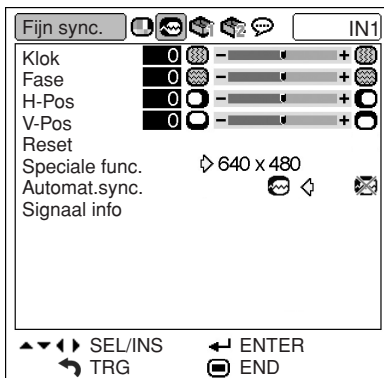 Fijn sync. IN1
Klok 0 − +
Fase 0 − +
H-Pos 0 − +
V-Pos 0 − +
Reset
Speciale func. 640 x 480
Automat.sync.
Signaal info
SEL/INS ENTER
TRG END